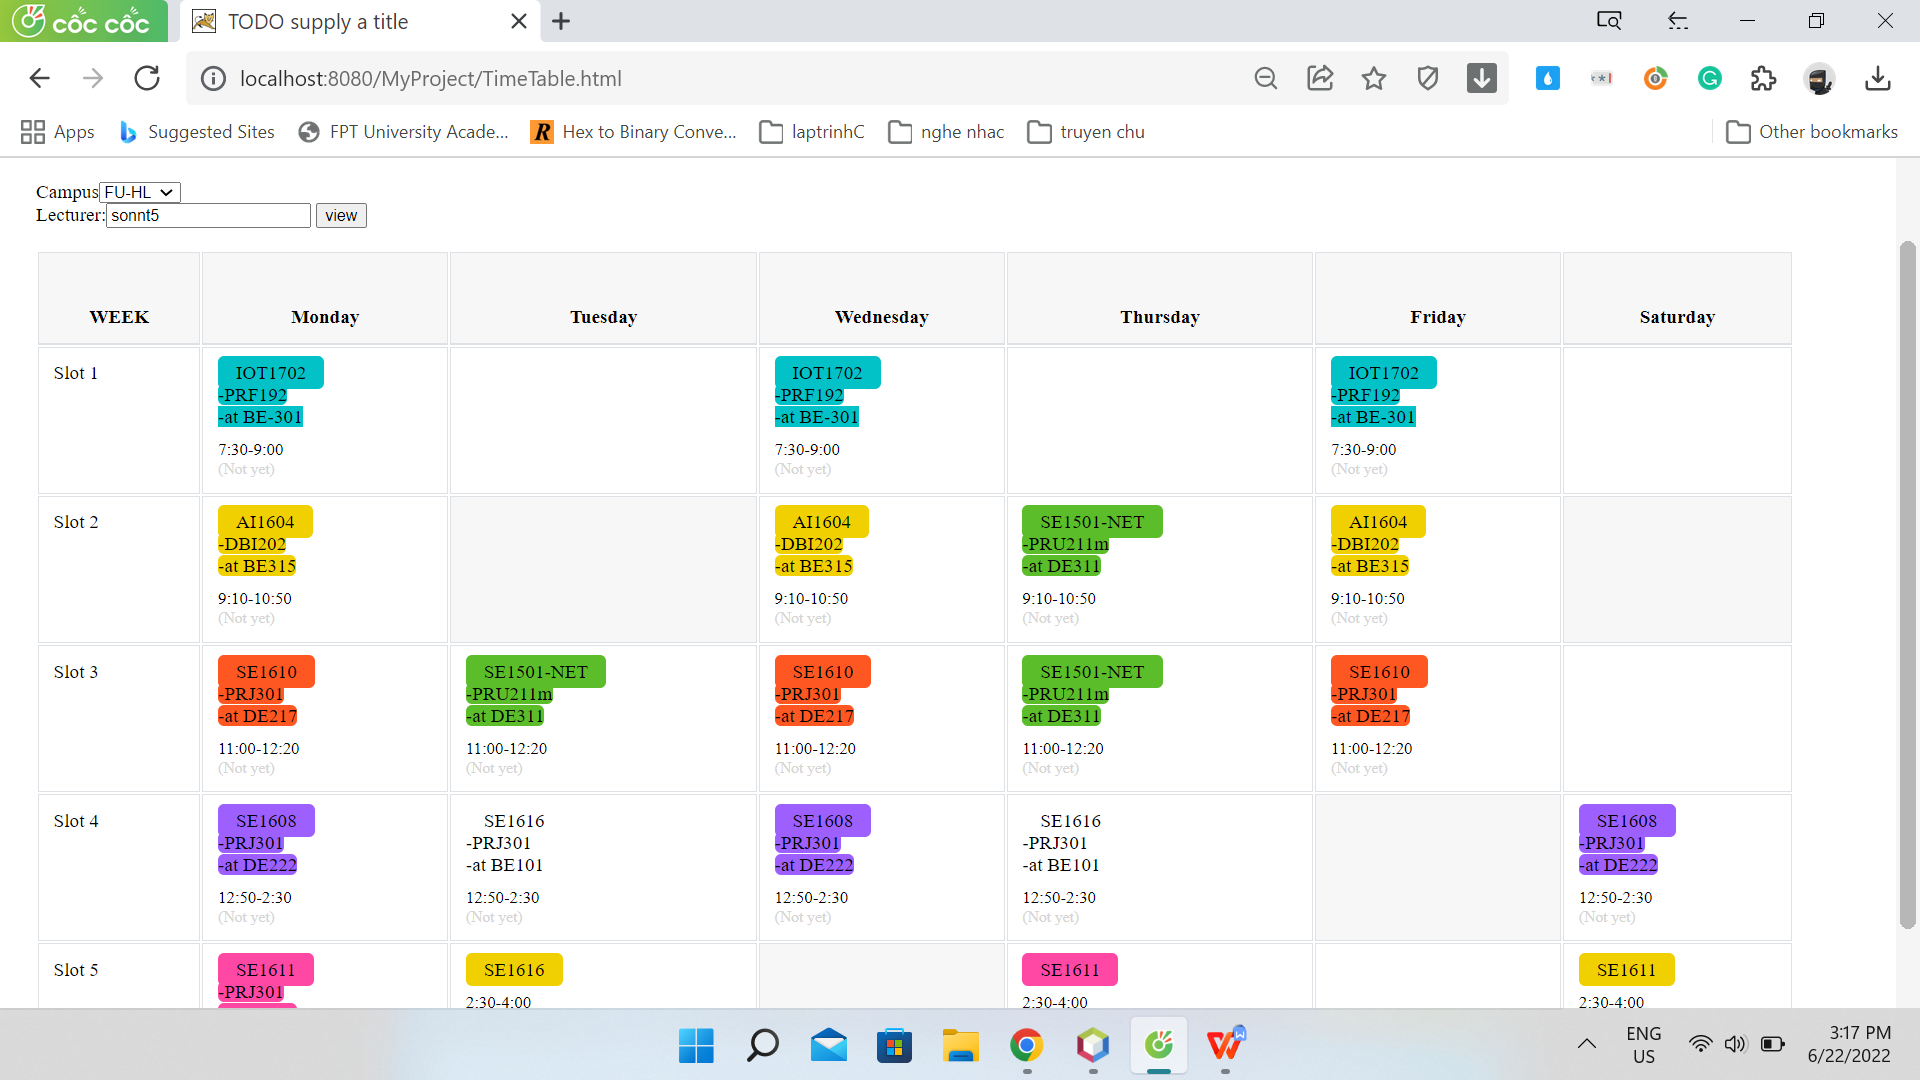 cốc cốc
TODO supply a title
localhost:8080/MyProject/TimeTable.html
Apps
Suggested Sites
FPT University Acade...
Hex to Binary Conve...
laptrinhC
nghe nhac
truyen chu
Other bookmarks
Campus FU-HL
Lecturer: sonnt5 view
WEEK Monday Tuesday Wednesday Thursday Friday Saturday
Slot 1
IOT1702
-PRF192
-at BE-301
7:30-9:00
(Not yet)
IOT1702
-PRF192
-at BE-301
7:30-9:00
(Not yet)
IOT1702
-PRF192
-at BE-301
7:30-9:00
(Not yet)
Slot 2
AI1604
-DBI202
-at BE315
9:10-10:50
(Not yet)
AI1604
-DBI202
-at BE315
9:10-10:50
(Not yet)
SE1501-NET
-PRU211m
-at DE311
9:10-10:50
(Not yet)
AI1604
-DBI202
-at BE315
9:10-10:50
(Not yet)
Slot 3
SE1610
-PRJ301
-at DE217
11:00-12:20
(Not yet)
SE1501-NET
-PRU211m
-at DE311
11:00-12:20
(Not yet)
SE1610
-PRJ301
-at DE217
11:00-12:20
(Not yet)
SE1501-NET
-PRU211m
-at DE311
11:00-12:20
(Not yet)
SE1610
-PRJ301
-at DE217
11:00-12:20
(Not yet)
Slot 4
SE1608
-PRJ301
-at DE222
12:50-2:30
(Not yet)
SE1616
-PRJ301
-at BE101
12:50-2:30
(Not yet)
SE1608
-PRJ301
-at DE222
12:50-2:30
(Not yet)
SE1616
-PRJ301
-at BE101
12:50-2:30
(Not yet)
SE1608
-PRJ301
-at DE222
12:50-2:30
(Not yet)
Slot 5
SE1611
-PRJ301
SE1616
2:30-4:00
SE1611
2:30-4:00
SE1611
2:30-4:00
ENG
US
3:17 PM
6/22/2022